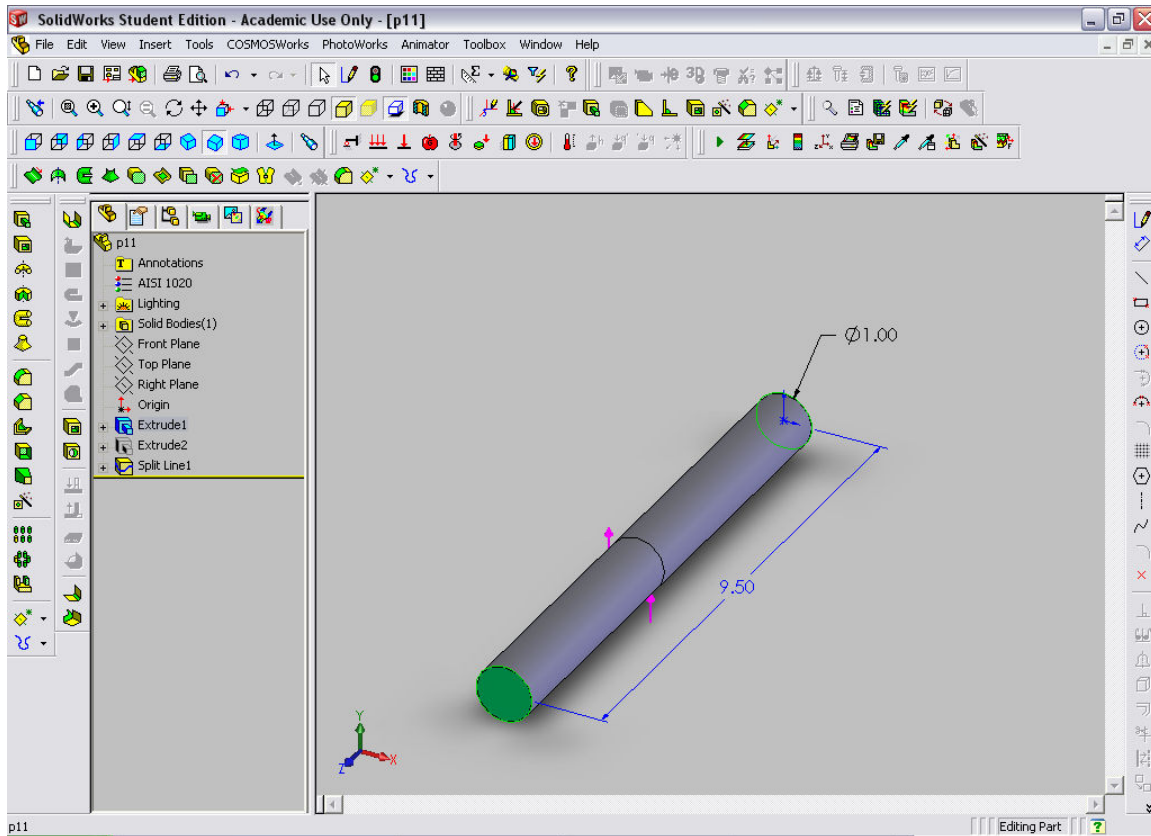 SolidWorks Student Edition - Academic Use Only - [p11]
File Edit View Insert Tools COSMOSWorks PhotoWorks Animator Toolbox Window Help
p11
Annotations
AISI 1020
Lighting
Solid Bodies(1)
Front Plane
Top Plane
Right Plane
Origin
Extrude1
Extrude2
Split Line1
Ø1.00
9.50
Y
X
Z
p11
Editing Part